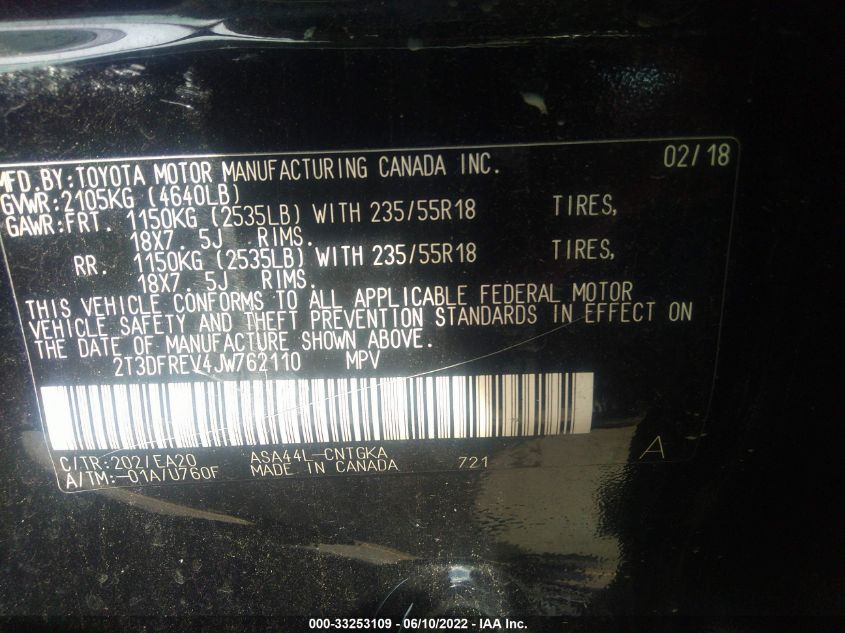 MFD.BY:TOYOTA MOTOR MANUFACTURING CANADA INC. 02/18
GVWR:2105KG (4640LB)
GAWR:FRT. 1150KG (2535LB) WITH 235/55R18 TIRES,
18X7. 5J RIMS.
RR. 1150KG (2535LB) WITH 235/55R18 TIRES,
18X7. 5J RIMS.
THIS VEHICLE CONFORMS TO ALL APPLICABLE FEDERAL MOTOR
VEHICLE SAFETY AND THEFT PREVENTION STANDARDS IN EFFECT ON
THE DATE OF MANUFACTURE SHOWN ABOVE.
2T3DFREV4JW762110 MPV
C/TR:202/EA20 ASA44L-CNTGKA
A/TM:-01A/U760F MADE IN CANADA 721 A
000-33253109 - 06/10/2022 - IAA Inc.